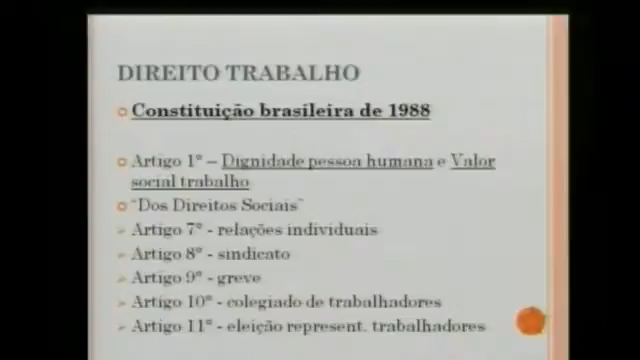 DIREITO TRABALHO
Constituição brasileira de 1988
Artigo 1º – Dignidade pessoa humana e Valor
social trabalho
"Dos Direitos Sociais"
Artigo 7º - relações individuais
Artigo 8º - sindicato
Artigo 9º - greve
Artigo 10º - colegiado de trabalhadores
Artigo 11º - eleição represent. trabalhadores